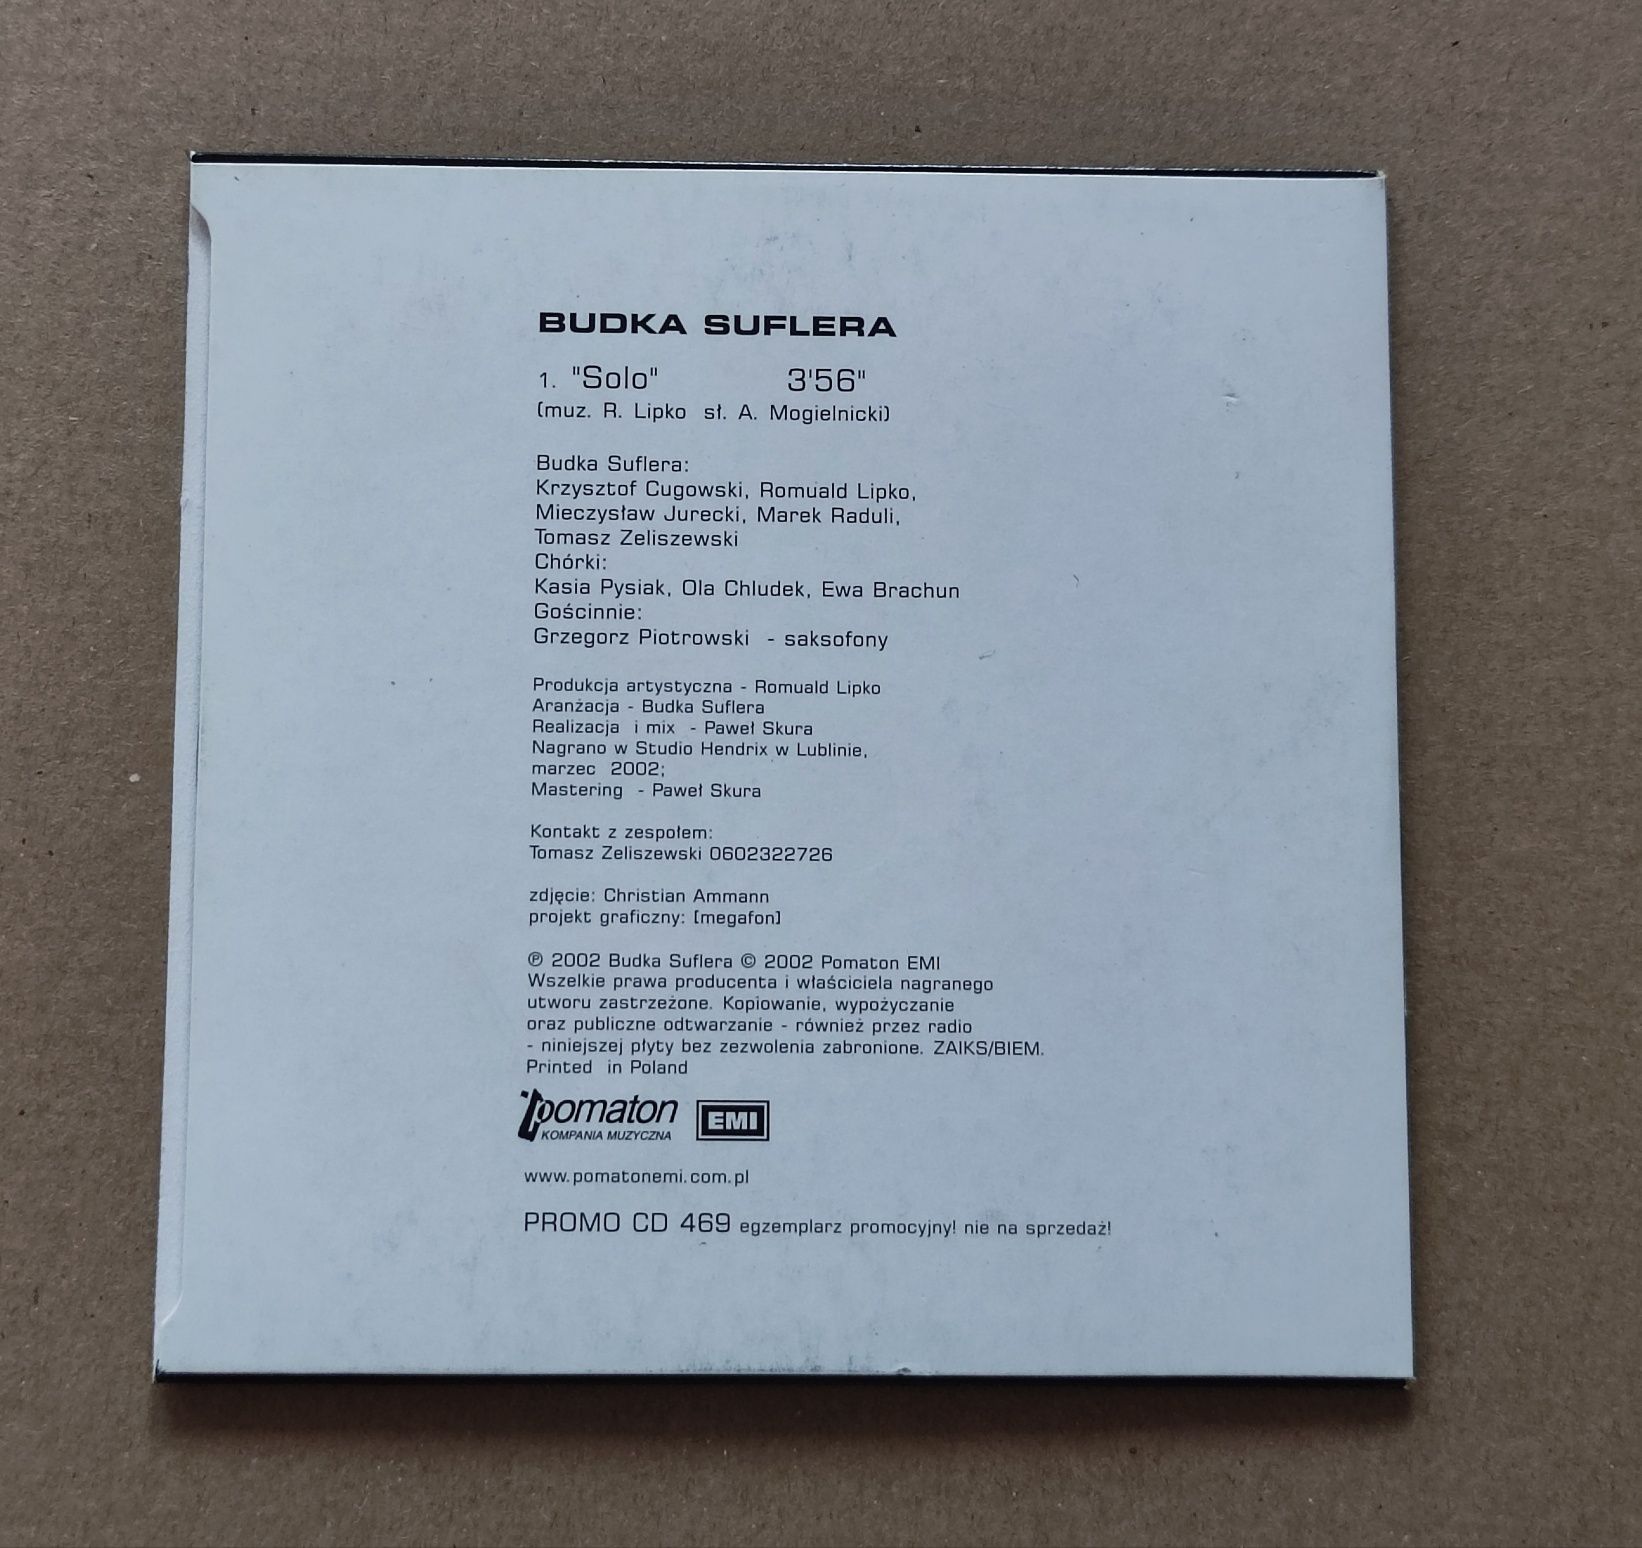 BUDKA SUFLERA
1. "Solo" 3'56"
(muz. R. Lipko sł. A. Mogielnicki)
Budka Suflera:
Krzysztof Cugowski, Romuald Lipko,
Mieczysław Jurecki, Marek Raduli,
Tomasz Zeliszewski
Chórki:
Kasia Pysiak, Ola Chludek, Ewa Brachun
Gościnnie:
Grzegorz Piotrowski - saksofony
Produkcja artystyczna - Romuald Lipko
Aranżacja - Budka Suflera
Realizacja i mix - Paweł Skura
Nagrano w Studio Hendrix w Lublinie,
marzec 2002;
Mastering - Paweł Skura
Kontakt z zespołem:
Tomasz Zeliszewski 0602322726
zdjęcie: Christian Ammann
projekt graficzny: [megafon]
℗ 2002 Budka Suflera © 2002 Pomaton EMI
Wszelkie prawa producenta i właściciela nagranego
utworu zastrzeżone. Kopiowanie, wypożyczanie
oraz publiczne odtwarzanie - również przez radio
- niniejszej płyty bez zezwolenia zabronione. ZAIKS/BIEM.
Printed in Poland
pomaton EMI
KOMPANIA MUZYCZNA
www.pomatonemi.com.pl
PROMO CD 469 egzemplarz promocyjny! nie na sprzedaż!